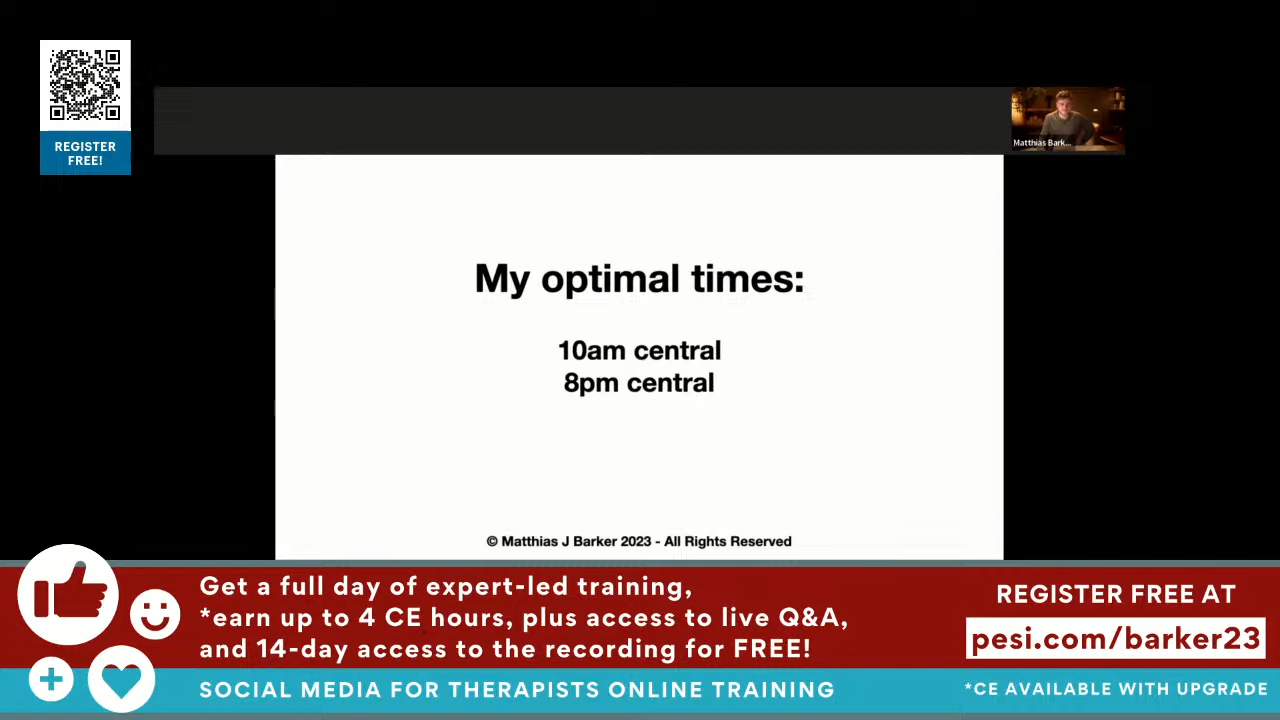 REGISTER
FREE!
Matthias Bark...
My optimal times:
10am central
8pm central
© Matthias J Barker 2023 - All Rights Reserved
Get a full day of expert-led training,
*earn up to 4 CE hours, plus access to live Q&A,
and 14-day access to the recording for FREE!
REGISTER FREE AT
pesi.com/barker23
SOCIAL MEDIA FOR THERAPISTS ONLINE TRAINING
*CE AVAILABLE WITH UPGRADE